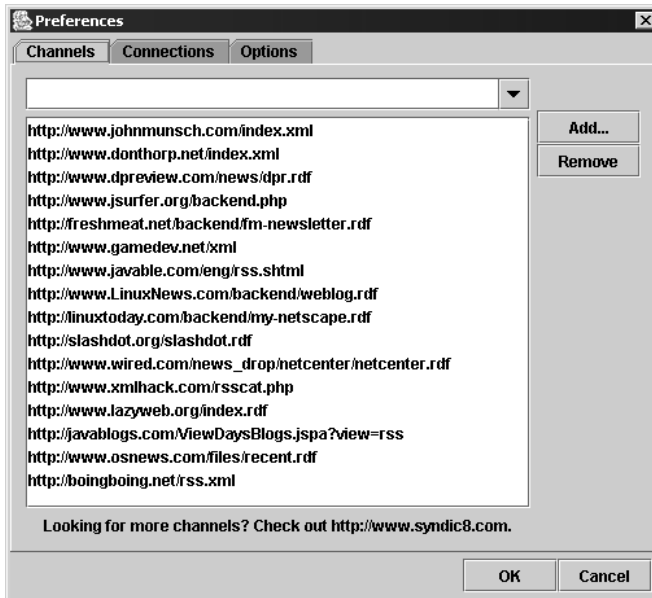 Preferences
Channels Connections Options
http://www.johnmunsch.com/index.xml
Add...
http://www.donthorp.net/index.xml
Remove
http://www.dpreview.com/news/dpr.rdf
http://www.jsurfer.org/backend.php
http://freshmeat.net/backend/fm-newsletter.rdf
http://www.gamedev.net/xml
http://www.javable.com/eng/rss.shtml
http://www.LinuxNews.com/backend/weblog.rdf
http://linuxtoday.com/backend/my-netscape.rdf
http://slashdot.org/slashdot.rdf
http://www.wired.com/news_drop/netcenter/netcenter.rdf
http://www.xmlhack.com/rsscat.php
http://www.lazyweb.org/index.rdf
http://javablogs.com/ViewDaysBlogs.jspa?view=rss
http://www.osnews.com/files/recent.rdf
http://boingboing.net/rss.xml
Looking for more channels? Check out http://www.syndic8.com.
OK Cancel